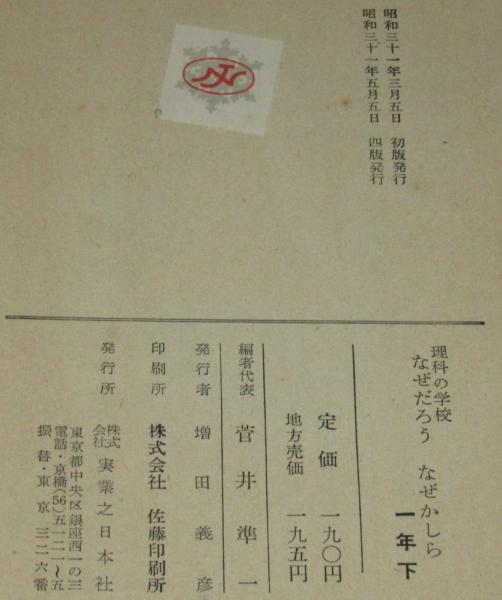 昭和三十一年三月五日 初版発行
昭和三十一年五月五日 四版発行
理科の学校
なぜだろう なぜかしら
一年下
定価 一九〇円
地方売価 一九五円
編者代表 菅井準一
発行者 増田義彦
印刷所 株式会社 佐藤印刷所
発行所 株式会社 実業之日本社
東京都中央区銀座西一の三
電話・京橋(56)五一二一〜五
振替・東京 三二六番